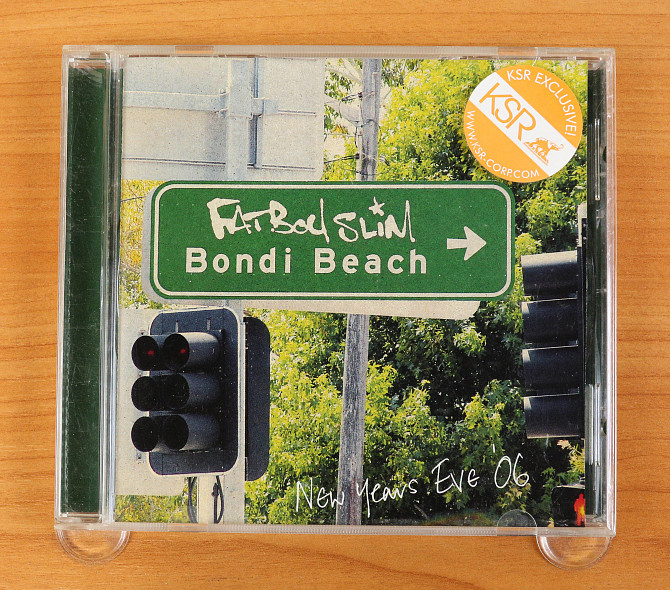 KSR EXCLUSIVE!
KSR
WWW.KSR-CORP.COM
FATBOY SLIM
Bondi Beach
New Years Eve '06